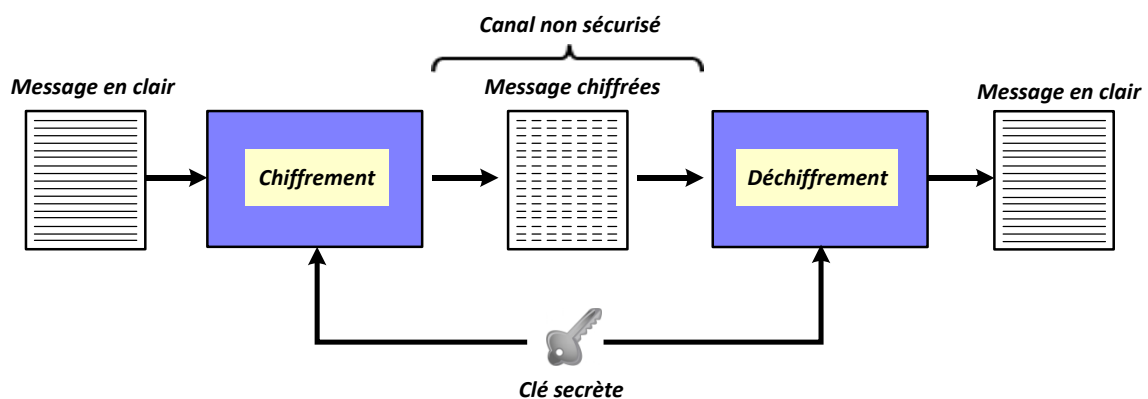 Canal non sécurisé
Message en clair
Message chiffrées
Message en clair
Chiffrement
Déchiffrement
Clé secrète